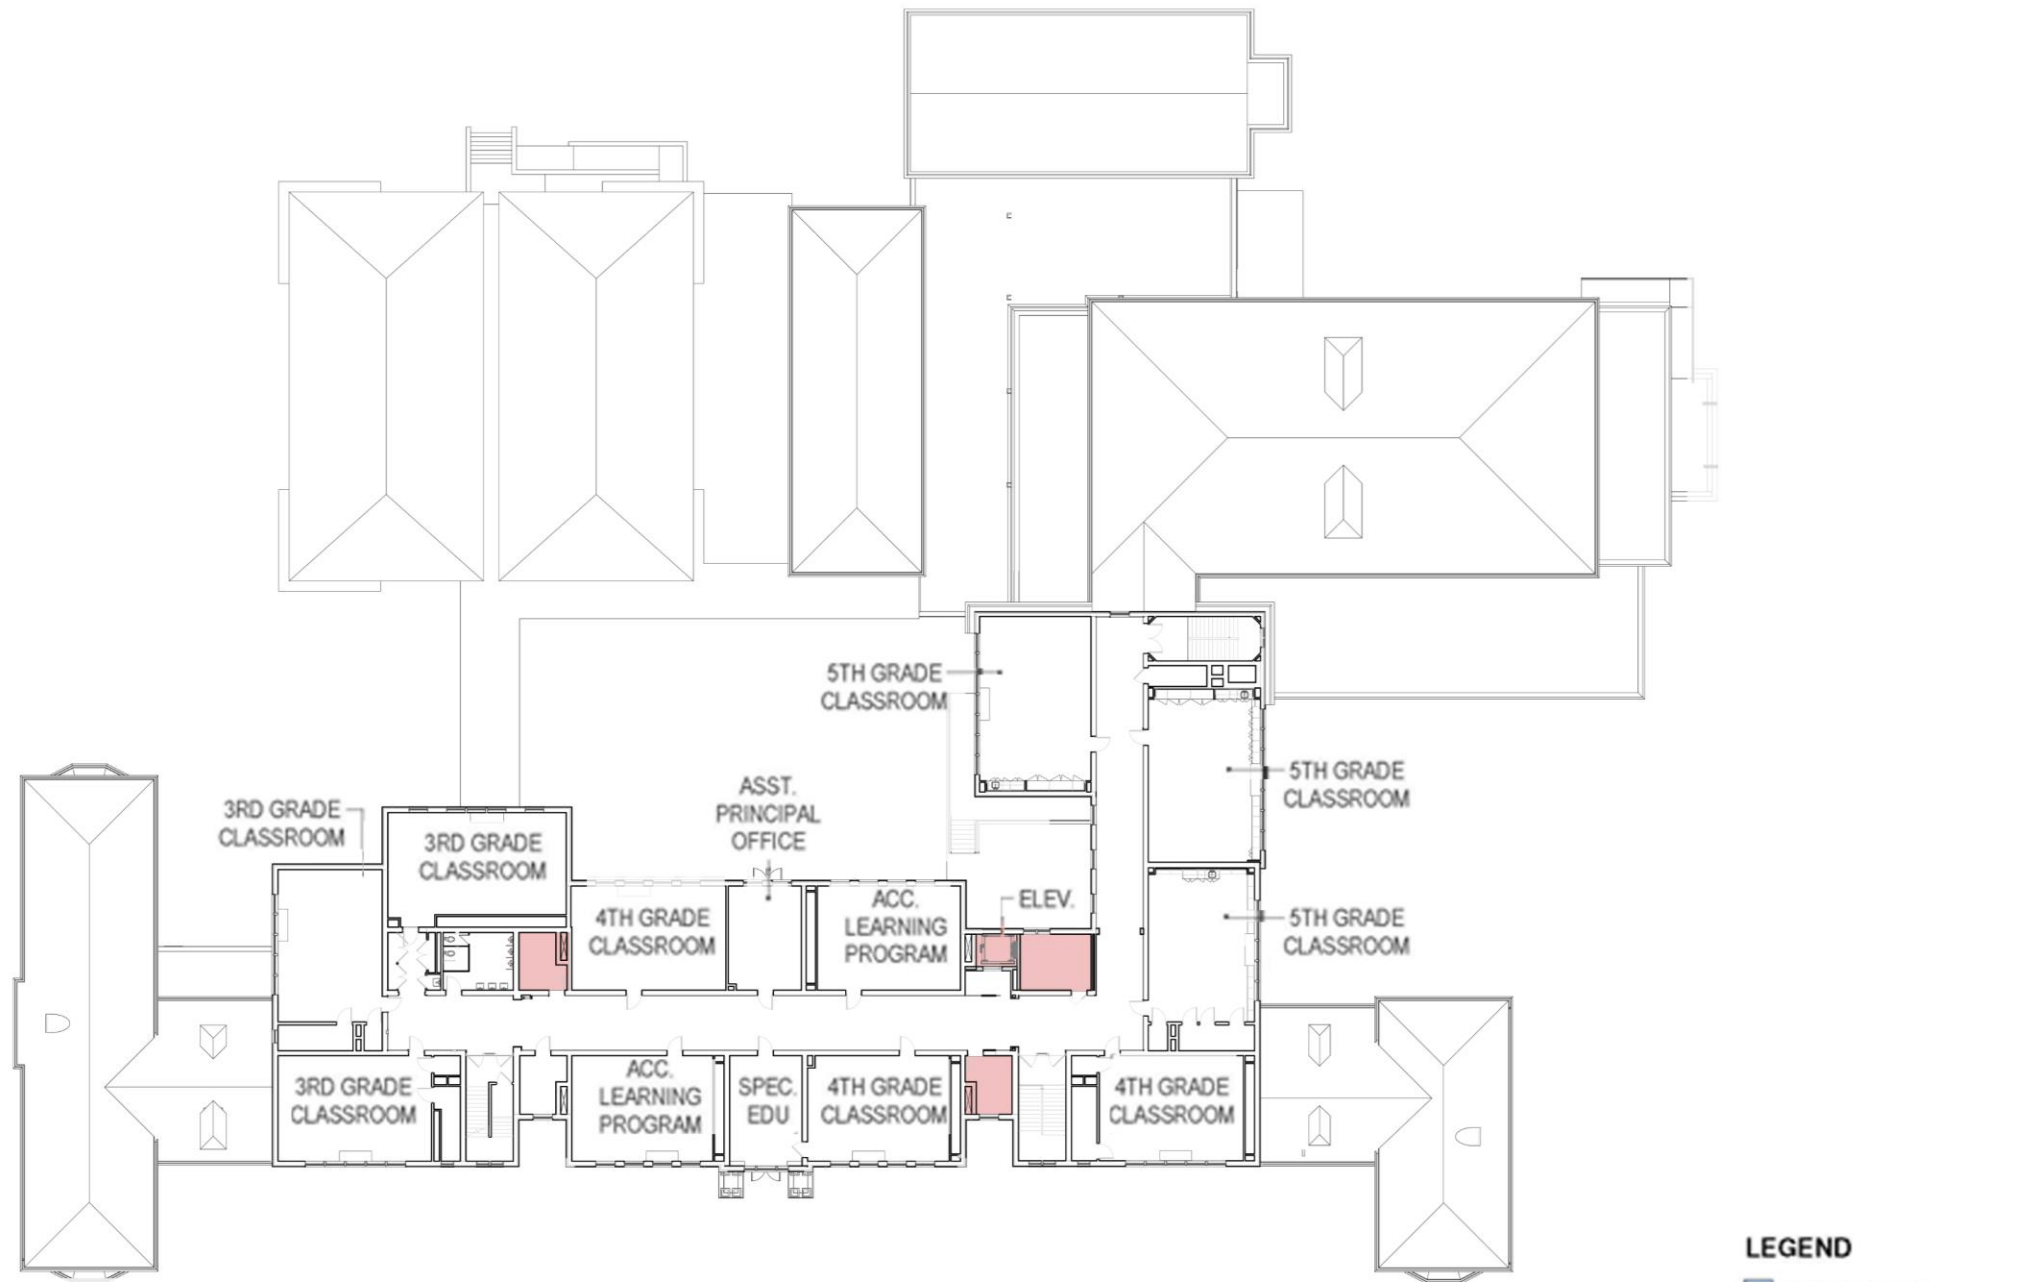 5TH GRADE
CLASSROOM
5TH GRADE
CLASSROOM
ASST.
PRINCIPAL
OFFICE
3RD GRADE
CLASSROOM
3RD GRADE
CLASSROOM
4TH GRADE
CLASSROOM
ACC.
LEARNING
PROGRAM
ELEV.
5TH GRADE
CLASSROOM
3RD GRADE
CLASSROOM
ACC.
LEARNING
PROGRAM
SPEC.
EDU
4TH GRADE
CLASSROOM
4TH GRADE
CLASSROOM
LEGEND